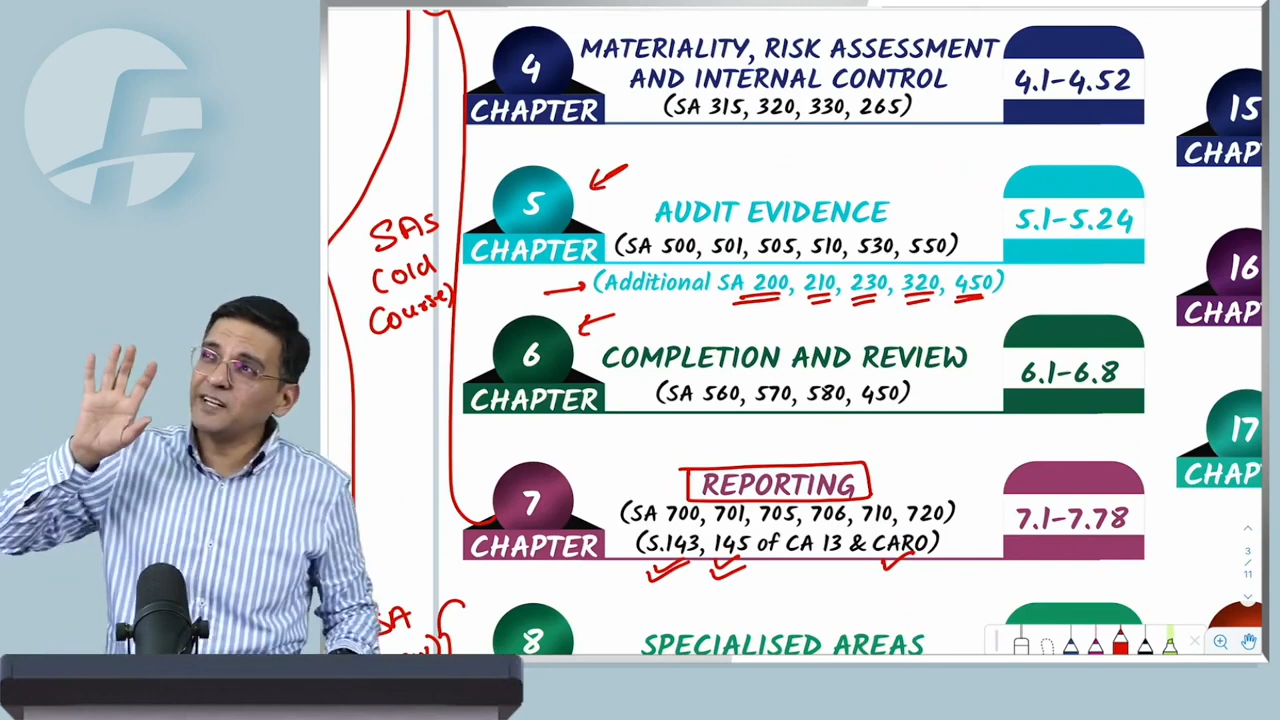 4
CHAPTER
MATERIALITY, RISK ASSESSMENT
AND INTERNAL CONTROL
(SA 315, 320, 330, 265)
4.1-4.52
5
CHAPTER
AUDIT EVIDENCE
(SA 500, 501, 505, 510, 530, 550)
(Additional SA 200, 210, 230, 320, 450)
5.1-5.24
SAs
(old
Course)
6
CHAPTER
COMPLETION AND REVIEW
(SA 560, 570, 580, 450)
6.1-6.8
7
CHAPTER
REPORTING
(SA 700, 701, 705, 706, 710, 720)
(S.143, 145 of CA 13 & CARO)
7.1-7.78
SA
8
SPECIALISED AREAS
15
CHAP
16
CHAP
17
CHAP
3
/
11